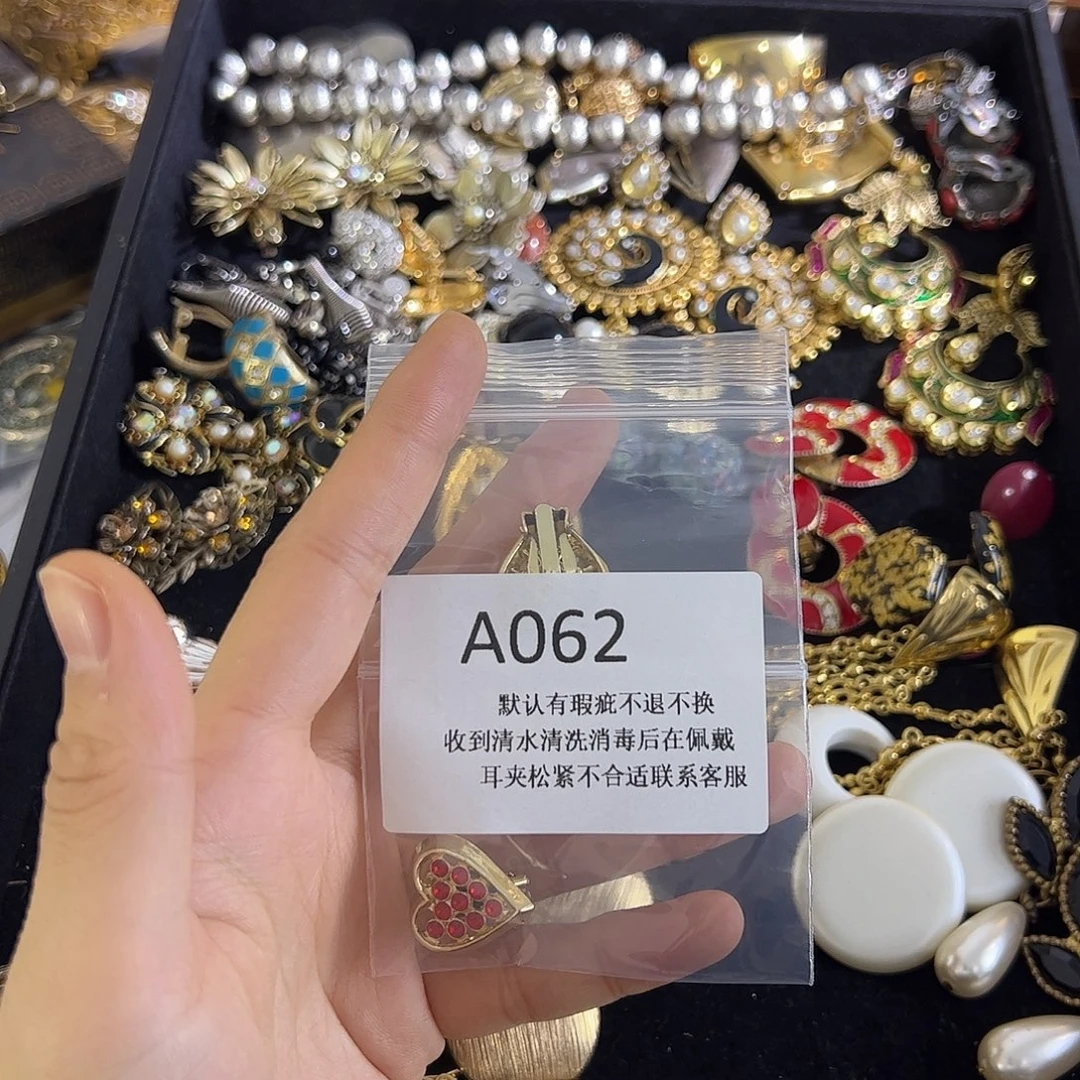 A062
默认有瑕疵不退不换
收到清水清洗消毒后在佩戴
耳夹松紧不合适联系客服